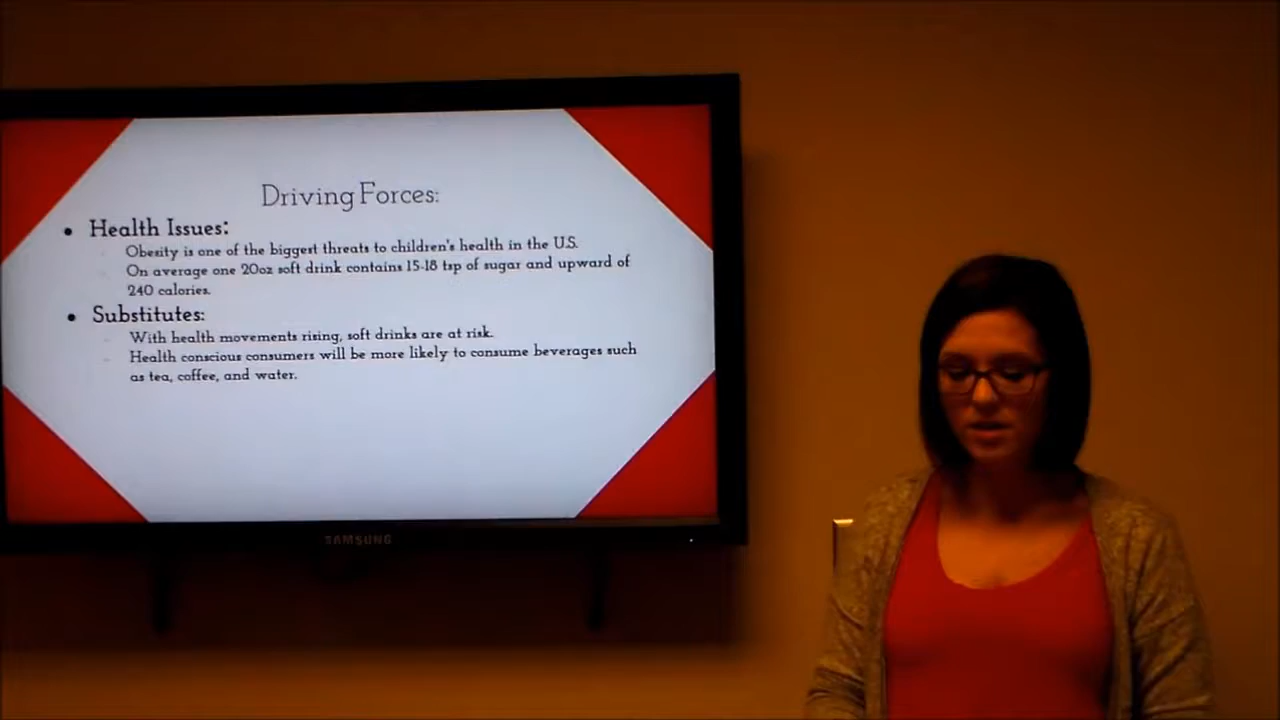 Driving Forces:
• Health Issues:
- Obesity is one of the biggest threats to children's health in the U.S.
- On average one 20oz soft drink contains 15-18 tsp of sugar and upward of
240 calories.
• Substitutes:
- With health movements rising, soft drinks are at risk.
- Health conscious consumers will be more likely to consume beverages such
as tea, coffee, and water.
SAMSUNG